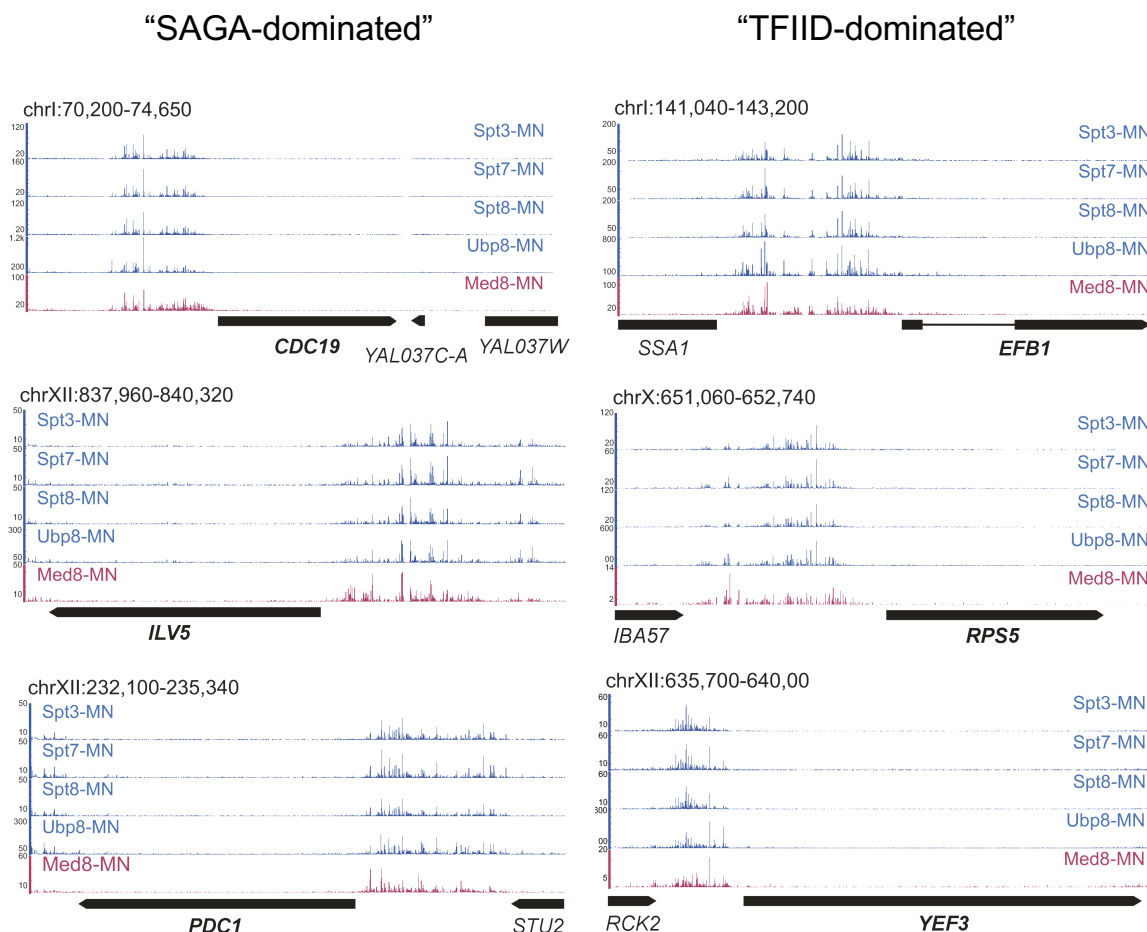 “SAGA-dominated”
“TFIID-dominated”
chrI:70,200-74,650
120
Spt3-MN
20
160
Spt7-MN
20
120
Spt8-MN
20
1.2k
Ubp8-MN
200
100
Med8-MN
20
CDC19
YAL037C-A
YAL037W
chrI:141,040-143,200
200
Spt3-MN
50
200
Spt7-MN
50
200
Spt8-MN
50
800
Ubp8-MN
100
100
Med8-MN
20
SSA1
EFB1
chrXII:837,960-840,320
50
Spt3-MN
10
50
Spt7-MN
10
50
Spt8-MN
10
300
Ubp8-MN
50
50
Med8-MN
10
ILV5
chrX:651,060-652,740
120
Spt3-MN
20
60
Spt7-MN
20
120
Spt8-MN
20
600
Ubp8-MN
00
14
Med8-MN
2
IBA57
RPS5
chrXII:232,100-235,340
50
Spt3-MN
10
50
Spt7-MN
10
50
Spt8-MN
10
300
Ubp8-MN
50
60
Med8-MN
10
PDC1
STU2
chrXII:635,700-640,00
60
Spt3-MN
10
60
Spt7-MN
10
60
Spt8-MN
10
300
Ubp8-MN
00
20
Med8-MN
5
RCK2
YEF3